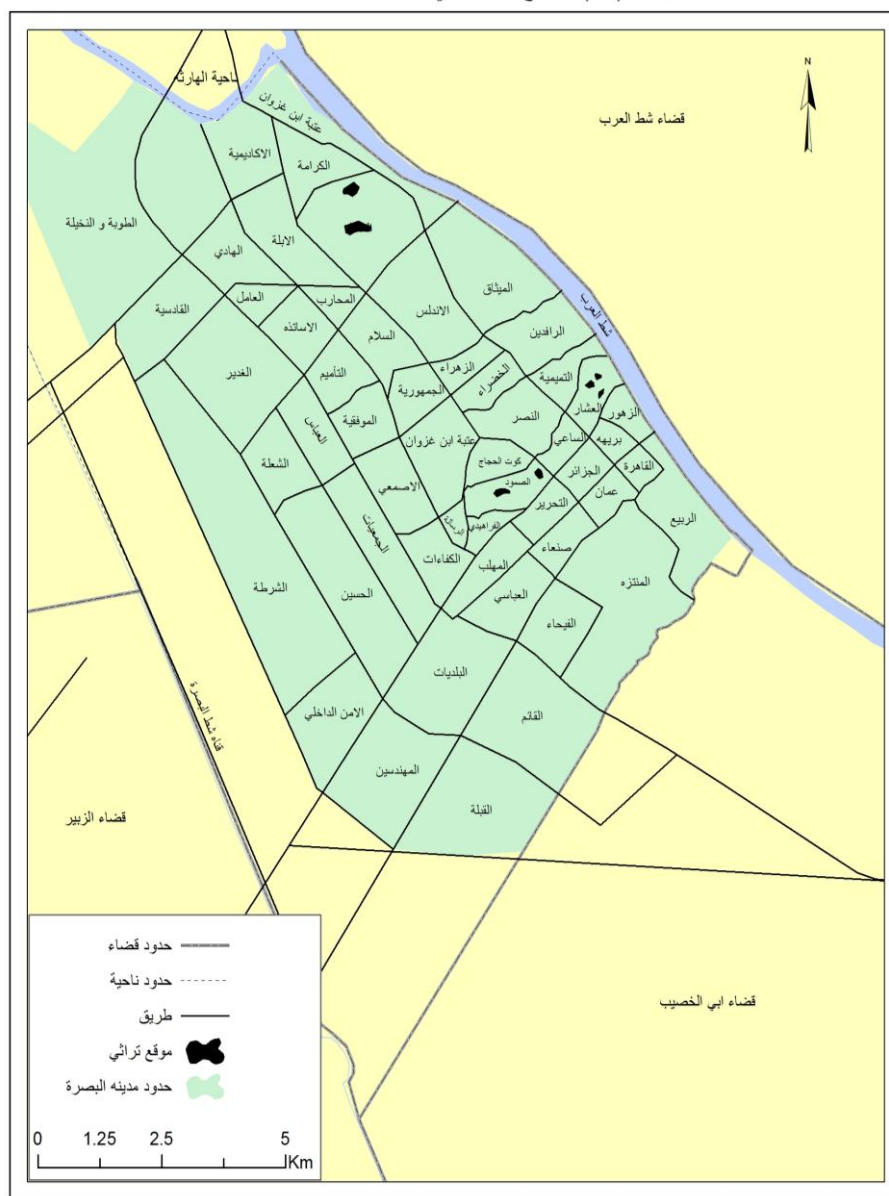 N
ناحية الهارثه
قضاء شط العرب
عتبة ابن غزوان
الاكاديمية
الكرامة
الطوبة و النخيلة
الهادي
الابلة
الميثاق
شط العرب
القادسية
العامل
المحارب
الاندلس
الاساتذه
السلام
الرافدين
الغدير
التأميم
الزهراء
الخضراء
التميمية
الجمهورية
العشار
الزهور
الموفقية
النصر
العباس
الساعي
بريهه
عتبة ابن غزوان
الشعلة
كوت الحجاج
الجزائر
القاهرة
الاصمعي
الصمود
عمان
التحرير
الربيع
الرسالة
الفراهيدي
الجمعيات
صنعاء
الكفاءات
المهلب
المنتزه
الشرطة
الحسين
العباسي
الفيحاء
البلديات
قناه شط البصرة
الامن الداخلي
القائم
المهندسين
القبلة
قضاء الزبير
قضاء ابي الخصيب
حدود قضاء
حدود ناحية
طريق
موقع تراثي
حدود مدينه البصرة
0 1.25 2.5 5
Km